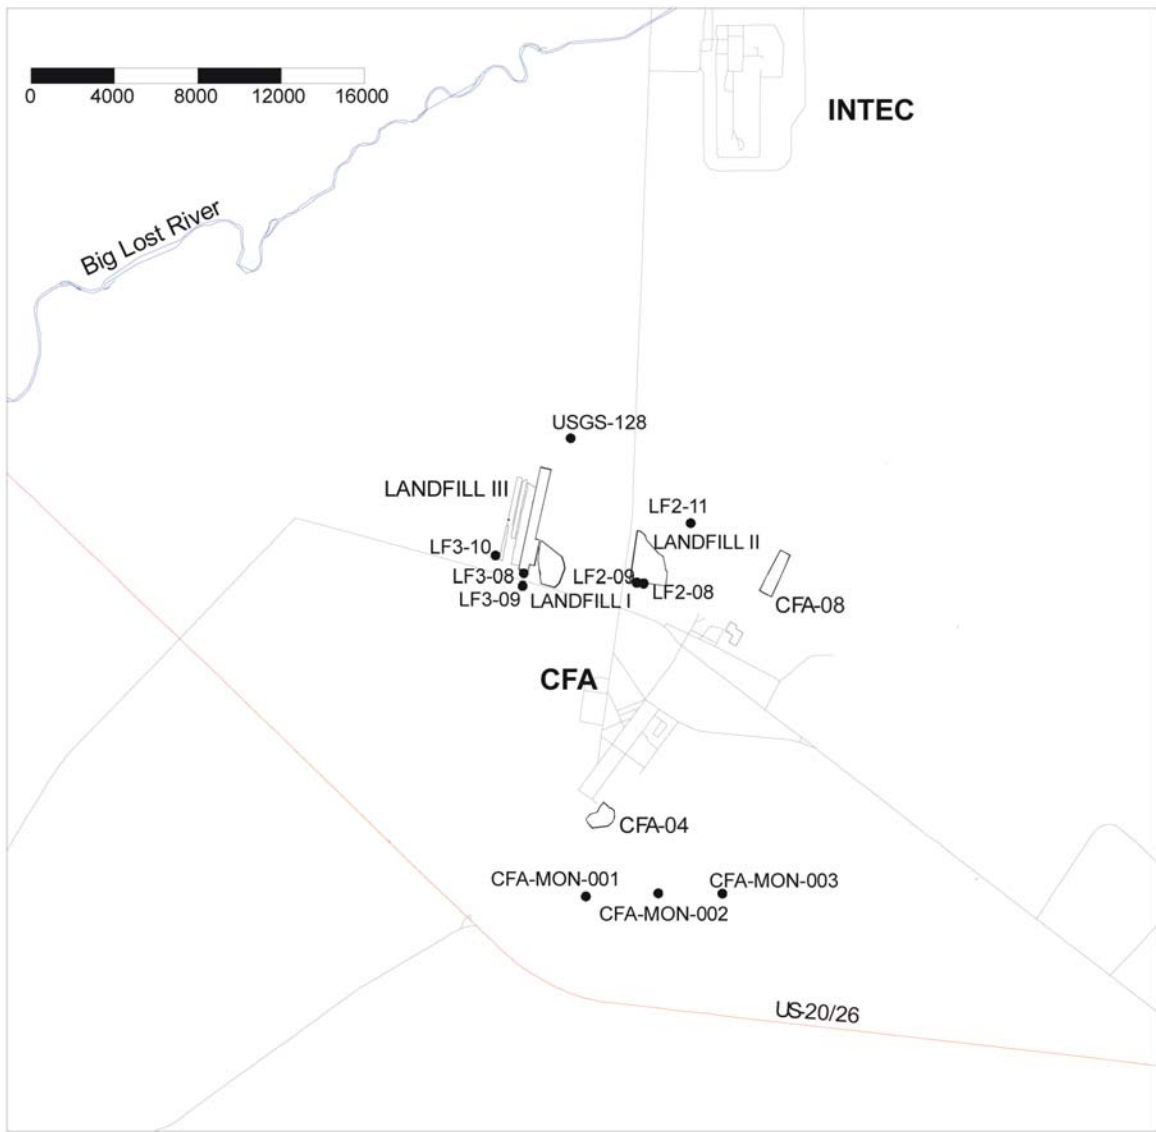 INTEC
0 4000 8000 12000 16000
Big Lost River
USGS-128
LANDFILL III
LF2-11
LANDFILL II
LF3-10
LF3-08
LF2-09
LF2-08
LF3-09
LANDFILL I
CFA-08
CFA
CFA-04
CFA-MON-001
CFA-MON-003
CFA-MON-002
US-20/26